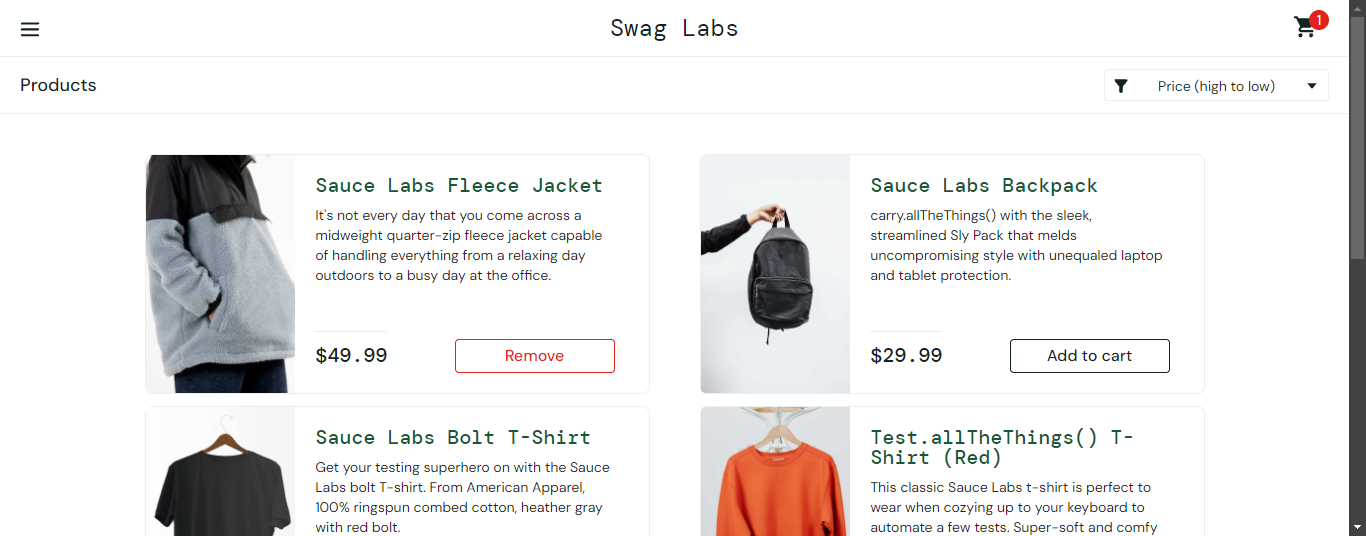 Swag Labs
1
Products
Price (high to low)
Sauce Labs Fleece Jacket
It's not every day that you come across a
midweight quarter-zip fleece jacket capable
of handling everything from a relaxing day
outdoors to a busy day at the office.
$49.99
Remove
Sauce Labs Backpack
carry.allTheThings() with the sleek,
streamlined Sly Pack that melds
uncompromising style with unequaled laptop
and tablet protection.
$29.99
Add to cart
Sauce Labs Bolt T-Shirt
Get your testing superhero on with the Sauce
Labs bolt T-shirt. From American Apparel,
100% ringspun combed cotton, heather gray
with red bolt.
Test.allTheThings() T-
Shirt (Red)
This classic Sauce Labs t-shirt is perfect to
wear when cozying up to your keyboard to
automate a few tests. Super-soft and comfy